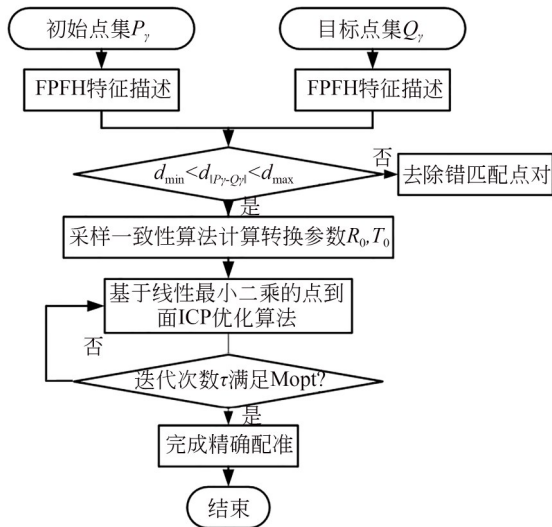 初始点集Pγ
目标点集Qγ
FPFH特征描述
FPFH特征描述
dmin<d|Pγ-Qγ|<dmax
否
去除错匹配点对
是
采样一致性算法计算转换参数R0,T0
基于线性最小二乘的点到
面ICP优化算法
否
迭代次数τ满足Mopt?
是
完成精确配准
结束